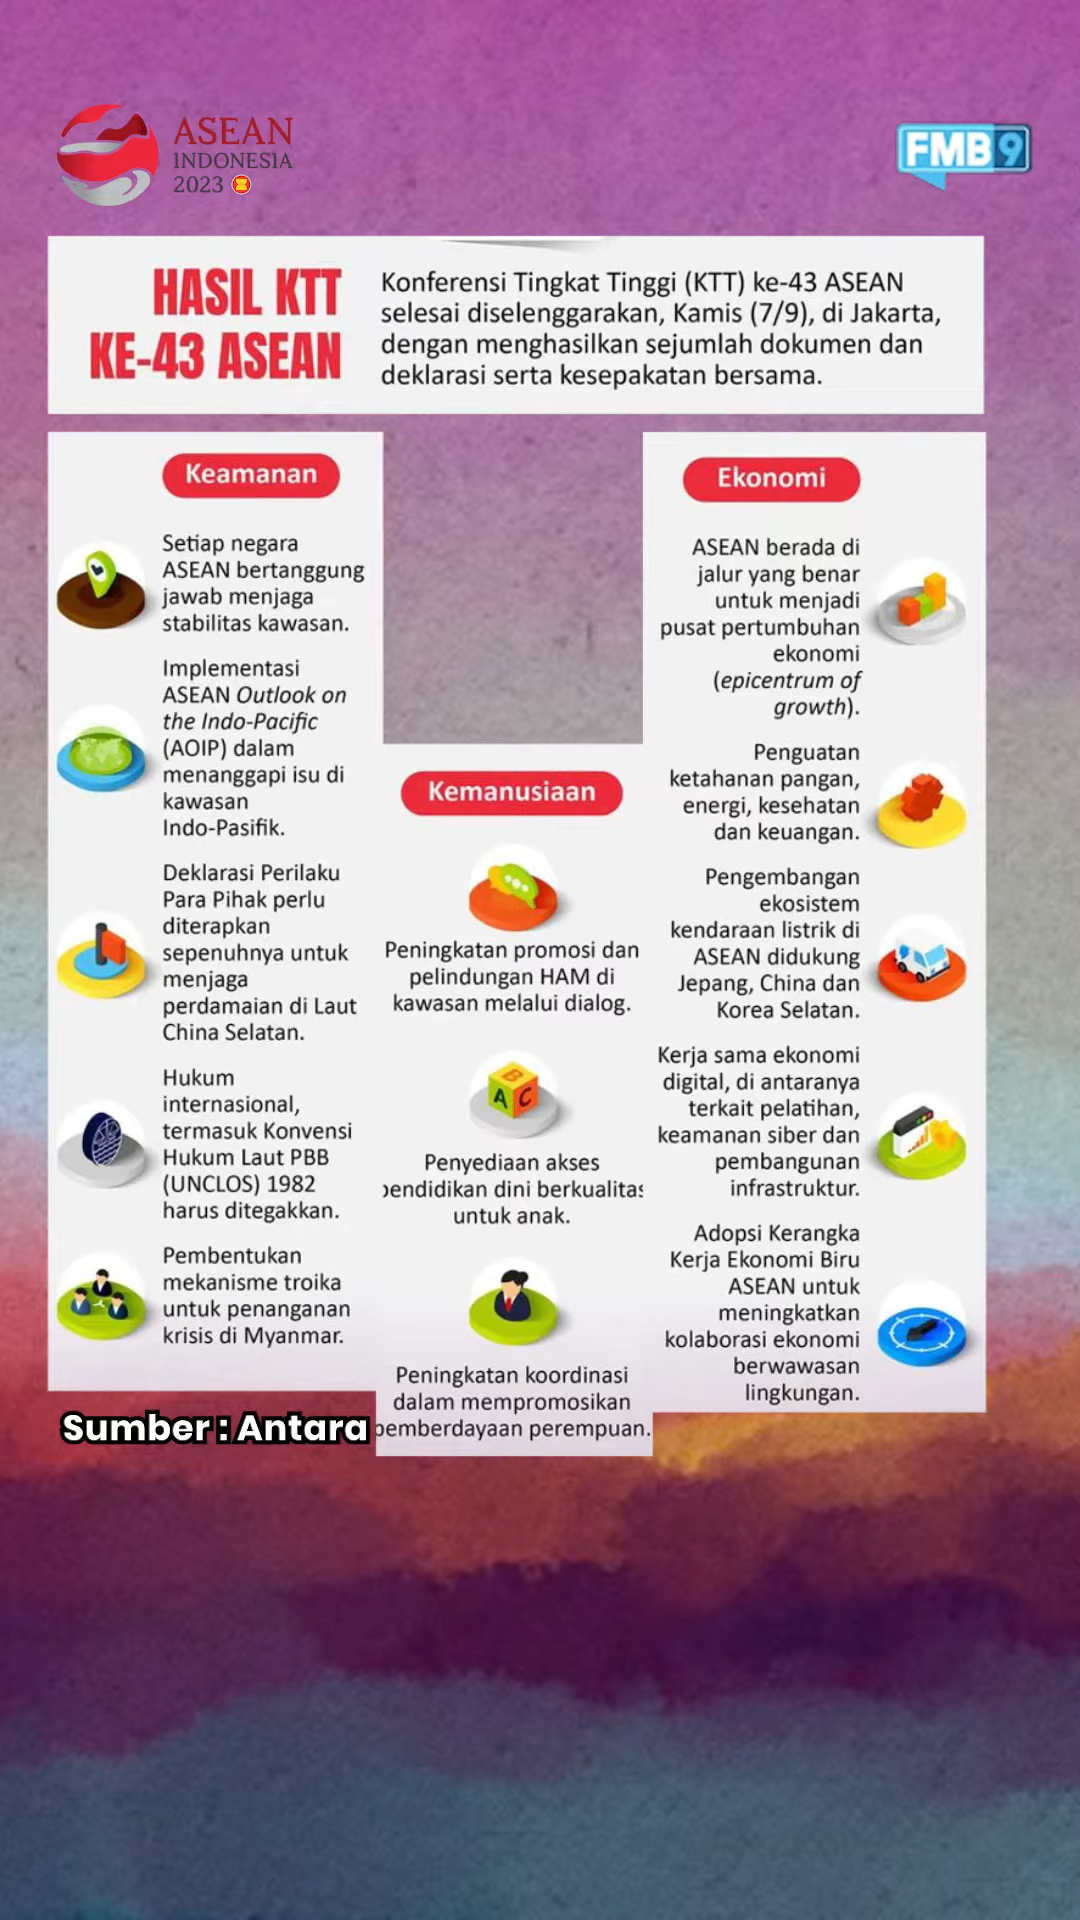 ASEAN
INDONESIA
2023
FMB9
HASIL KTT
KE-43 ASEAN
Konferensi Tingkat Tinggi (KTT) ke-43 ASEAN
selesai diselenggarakan, Kamis (7/9), di Jakarta,
dengan menghasilkan sejumlah dokumen dan
deklarasi serta kesepakatan bersama.
Keamanan
Setiap negara
ASEAN bertanggung
jawab menjaga
stabilitas kawasan.
Implementasi
ASEAN Outlook on
the Indo-Pacific
(AOIP) dalam
menanggapi isu di
kawasan
Indo-Pasifik.
Deklarasi Perilaku
Para Pihak perlu
diterapkan
sepenuhnya untuk
menjaga
perdamaian di Laut
China Selatan.
Hukum
internasional,
termasuk Konvensi
Hukum Laut PBB
(UNCLOS) 1982
harus ditegakkan.
Pembentukan
mekanisme troika
untuk penanganan
krisis di Myanmar.
Kemanusiaan
Peningkatan promosi dan
pelindungan HAM di
kawasan melalui dialog.
B
A C
Penyediaan akses
pendidikan dini berkualitas
untuk anak.
Peningkatan koordinasi
dalam mempromosikan
pemberdayaan perempuan.
Ekonomi
ASEAN berada di
jalur yang benar
untuk menjadi
pusat pertumbuhan
ekonomi
(epicentrum of
growth).
Penguatan
ketahanan pangan,
energi, kesehatan
dan keuangan.
Pengembangan
ekosistem
kendaraan listrik di
ASEAN didukung
Jepang, China dan
Korea Selatan.
Kerja sama ekonomi
digital, di antaranya
terkait pelatihan,
keamanan siber dan
pembangunan
infrastruktur.
Adopsi Kerangka
Kerja Ekonomi Biru
ASEAN untuk
meningkatkan
kolaborasi ekonomi
berwawasan
lingkungan.
Sumber : Antara